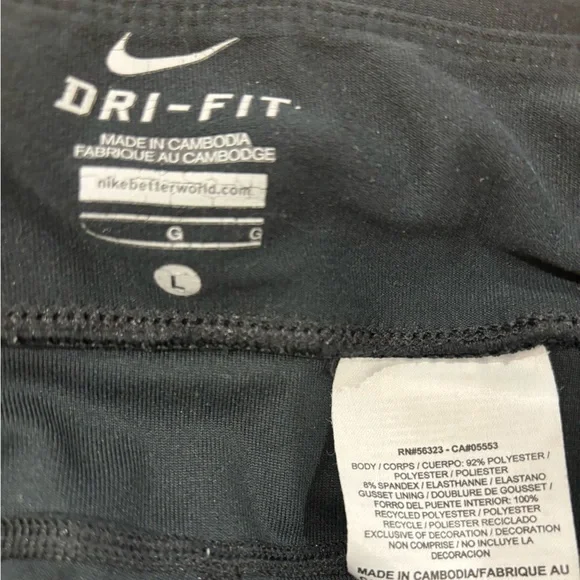 DRI-FIT
MADE IN CAMBODIA
FABRIQUE AU CAMBODGE
nikebetterworld.com
G G
L
RN#56323 - CA#05553
BODY / CORPS / CUERPO: 92% POLYESTER /
POLYESTER / POLIESTER
8% SPANDEX / ELASTHANNE / ELASTANO
GUSSET LINING / DOUBLURE DE GOUSSET /
FORRO DEL PUENTE INTERIOR: 100%
RECYCLED POLYESTER / POLYESTER
RECYCLE / POLIESTER RECICLADO
EXCLUSIVE OF DECORATION / DECORATION
NON COMPRISE / NO INCLUYE LA
DECORACION
MADE IN CAMBODIA/FABRIQUE AU